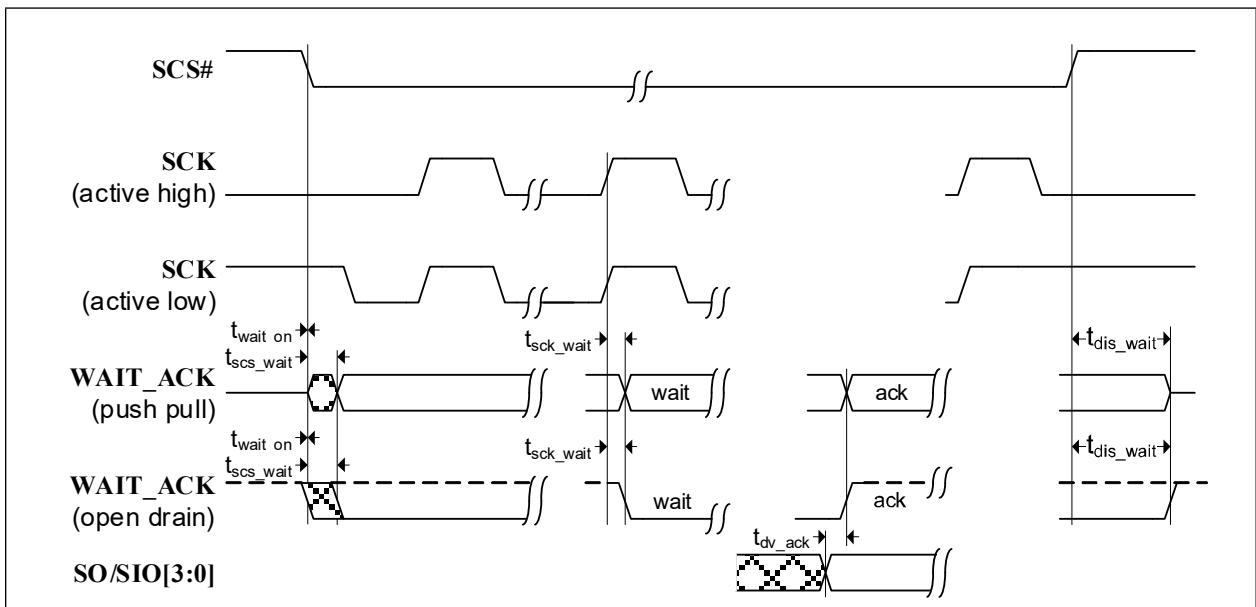 SCS#
SCK
(active high)
SCK
(active low)
t_wait on
t_scs_wait
t_sck_wait
t_dis_wait
WAIT_ACK
(push pull)
wait
ack
t_wait on
t_scs_wait
t_sck_wait
t_dis_wait
WAIT_ACK
(open drain)
wait
ack
t_dv_ack
SO/SIO[3:0]